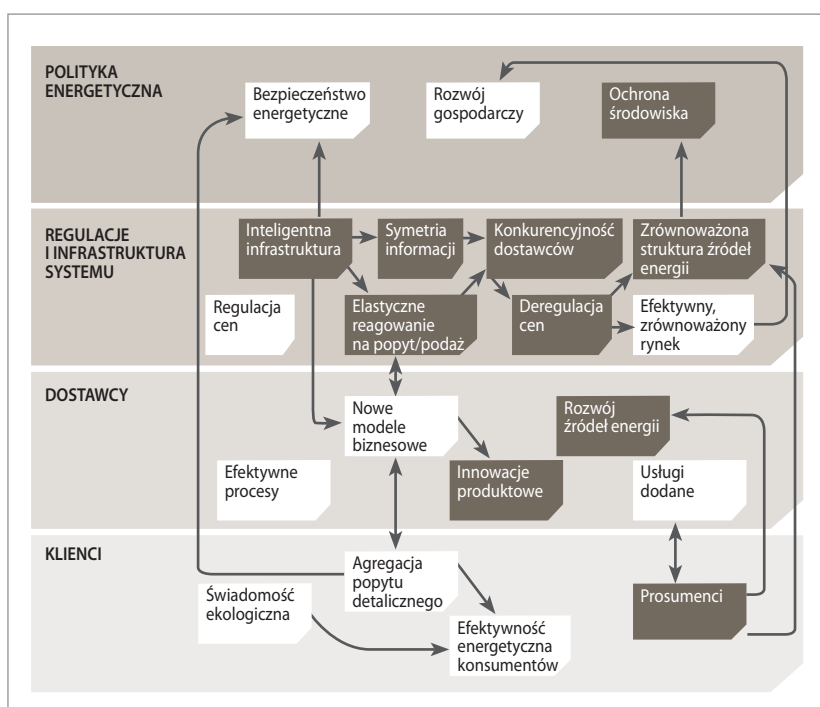 POLITYKA
ENERGETYCZNA
Bezpieczeństwo
energetyczne
Rozwój
gospodarczy
Ochrona
środowiska
REGULACJE
I INFRASTRUKTURA
SYSTEMU
Inteligentna
infrastruktura
Symetria
informacji
Konkurencyjność
dostawców
Zrównoważona
struktura źródeł
energii
Regulacja
cen
Elastyczne
reagowanie
na popyt/podaż
Deregulacja
cen
Efektywny,
zrównoważony
rynek
DOSTAWCY
Nowe
modele
biznesowe
Rozwój
źródeł energii
Efektywne
procesy
Innowacje
produktowe
Usługi
dodane
KLIENCI
Agregacja
popytu
detalicznego
Świadomość
ekologiczna
Efektywność
energetyczna
konsumentów
Prosumenci